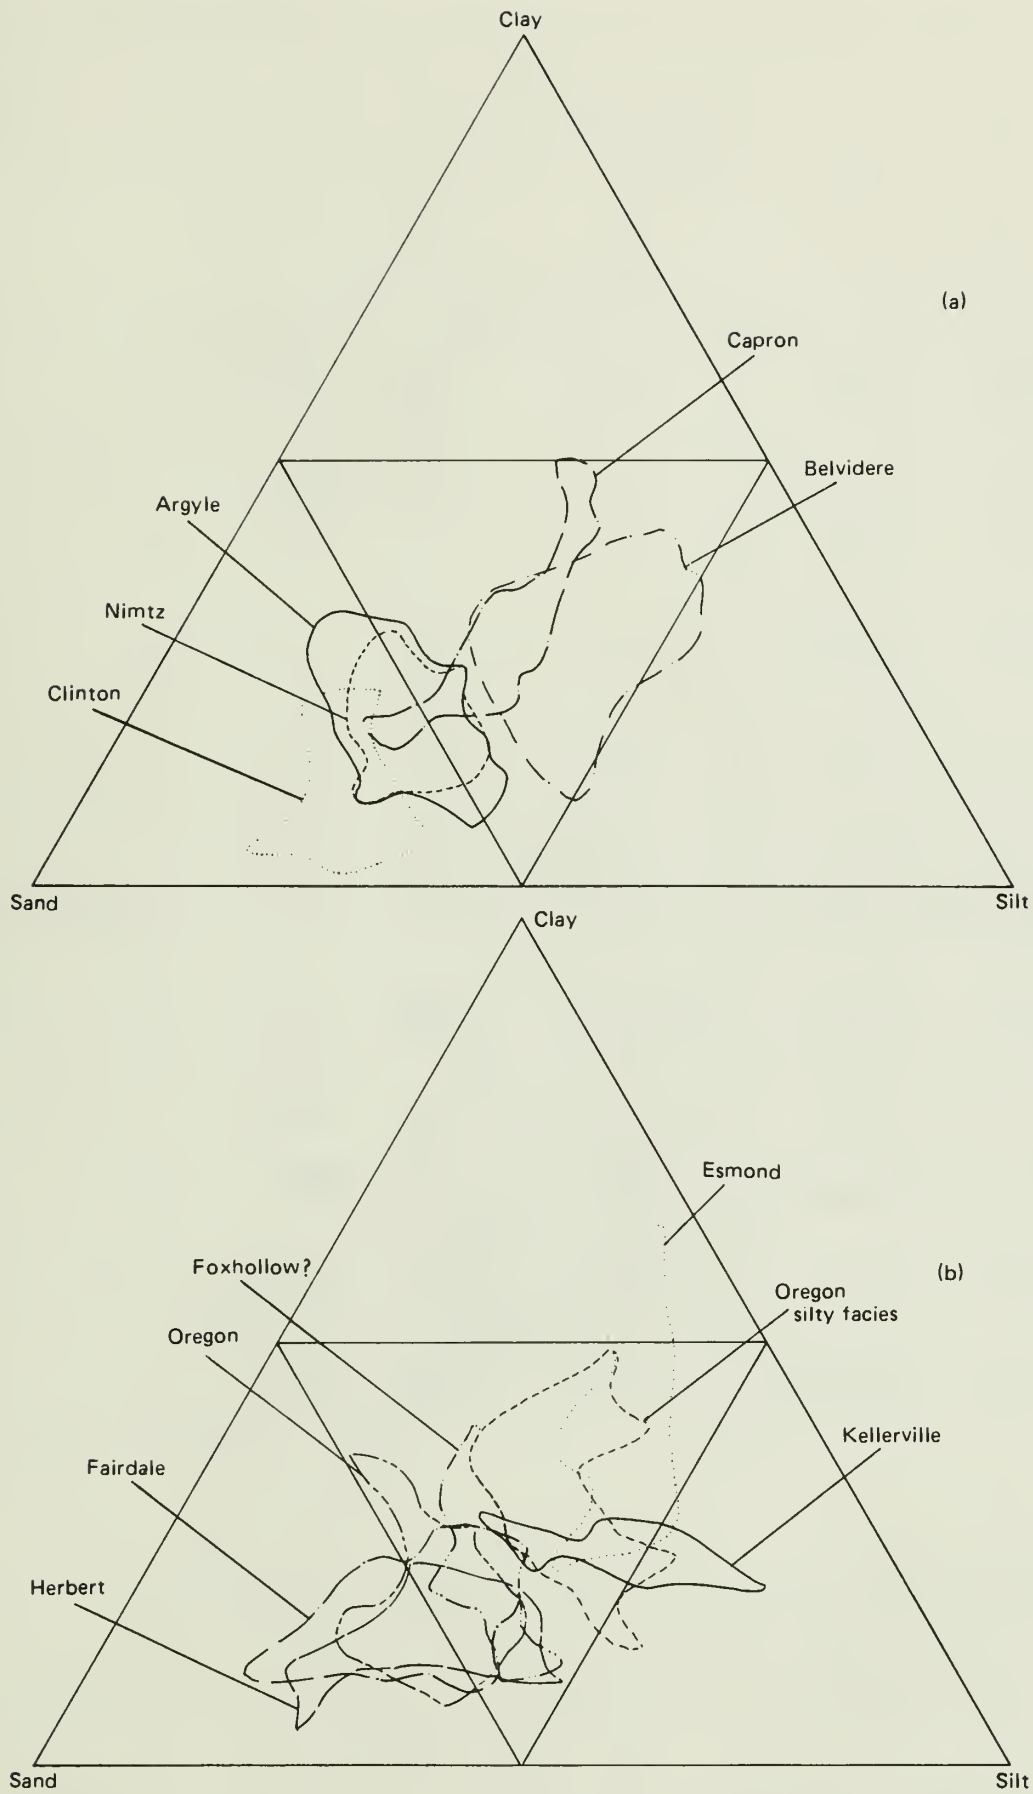 Clay
(a)
Capron
Belvidere
Argyle
Nimtz
Clinton
Sand
Silt
Clay
Esmond
Foxhollow?
(b)
Oregon
silty facies
Oregon
Kellerville
Fairdale
Herbert
Sand
Silt